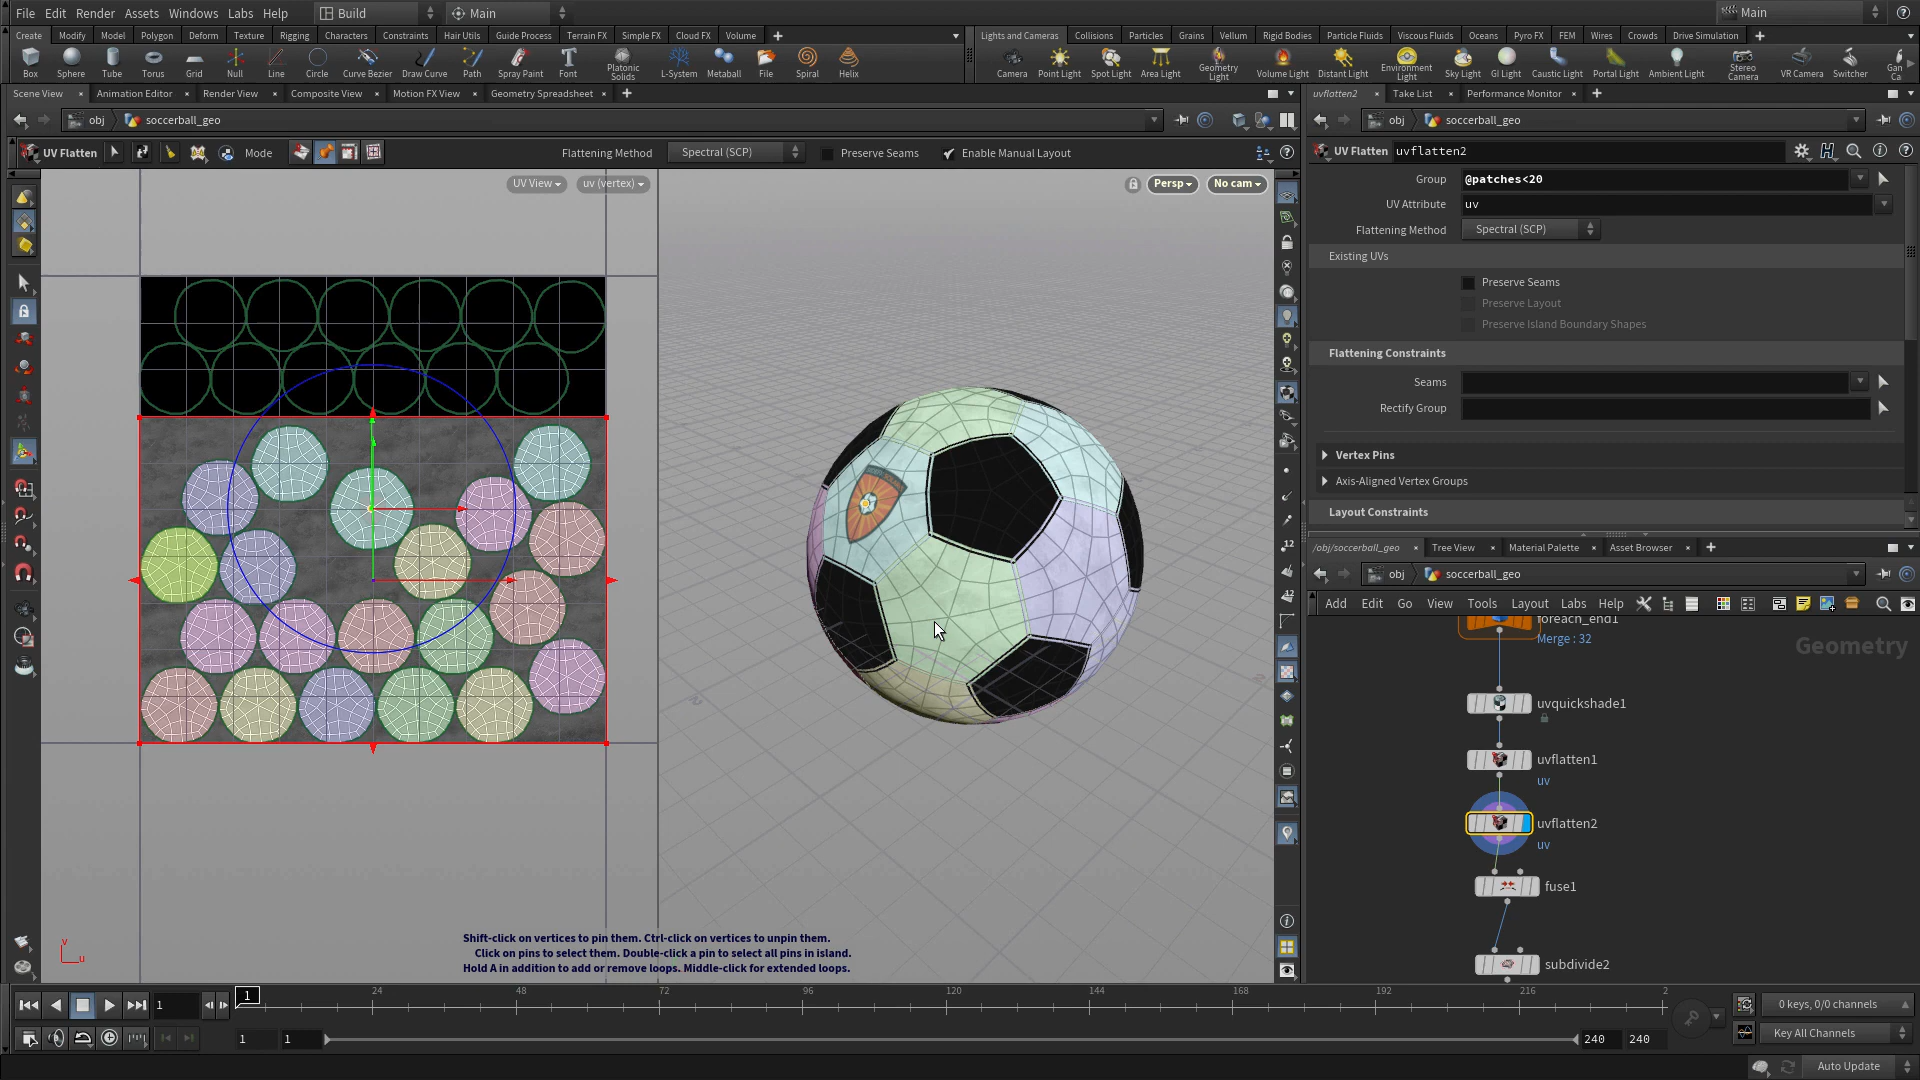 File Edit Render Assets Windows Labs Help Build Main Main
Create Modify Model Polygon Deform Texture Rigging Characters Constraints Hair Utils Guide Process Terrain FX Simple FX Cloud FX Volume
Lights and Cameras Collisions Particles Grains Vellum Rigid Bodies Particle Fluids Viscous Fluids Oceans Pyro FX FEM Wires Crowds Drive Simulation
Box Sphere Tube Torus Grid Null Line Circle Curve Bezier Draw Curve Path Spray Paint Font Platonic Solids L-System Metaball File Spiral Helix
Camera Point Light Spot Light Area Light Geometry Light Volume Light Distant Light Environment Light Sky Light GI Light Caustic Light Portal Light Ambient Light Stereo Camera VR Camera Switcher Gan Ca
Scene View Animation Editor Render View Composite View Motion FX View Geometry Spreadsheet
uvflatten2 Take List Performance Monitor
obj soccerball_geo
obj soccerball_geo
UV Flatten Mode Flattening Method Spectral (SCP) Preserve Seams Enable Manual Layout
UV Flatten uvflatten2
UV View uv (vertex) Persp No cam
Group @patches<20
UV Attribute uv
Flattening Method Spectral (SCP)
Existing UVs
Preserve Seams
Preserve Layout
Preserve Island Boundary Shapes
Flattening Constraints
Seams
Rectify Group
Vertex Pins
Axis-Aligned Vertex Groups
Layout Constraints
/obj/soccerball_geo Tree View Material Palette Asset Browser
obj soccerball_geo
Add Edit Go View Tools Layout Labs Help
foreach_end1
Merge : 32
Geometry
uvquickshade1
uvflatten1
uv
uvflatten2
uv
fuse1
subdivide2
v
u
Shift-click on vertices to pin them. Ctrl-click on vertices to unpin them.
Click on pins to select them. Double-click a pin to select all pins in island.
Hold A in addition to add or remove loops. Middle-click for extended loops.
1 1 24 48 72 96 120 144 168 192 216 2
0 keys, 0/0 channels
1 1 240 240
Key All Channels
Auto Update